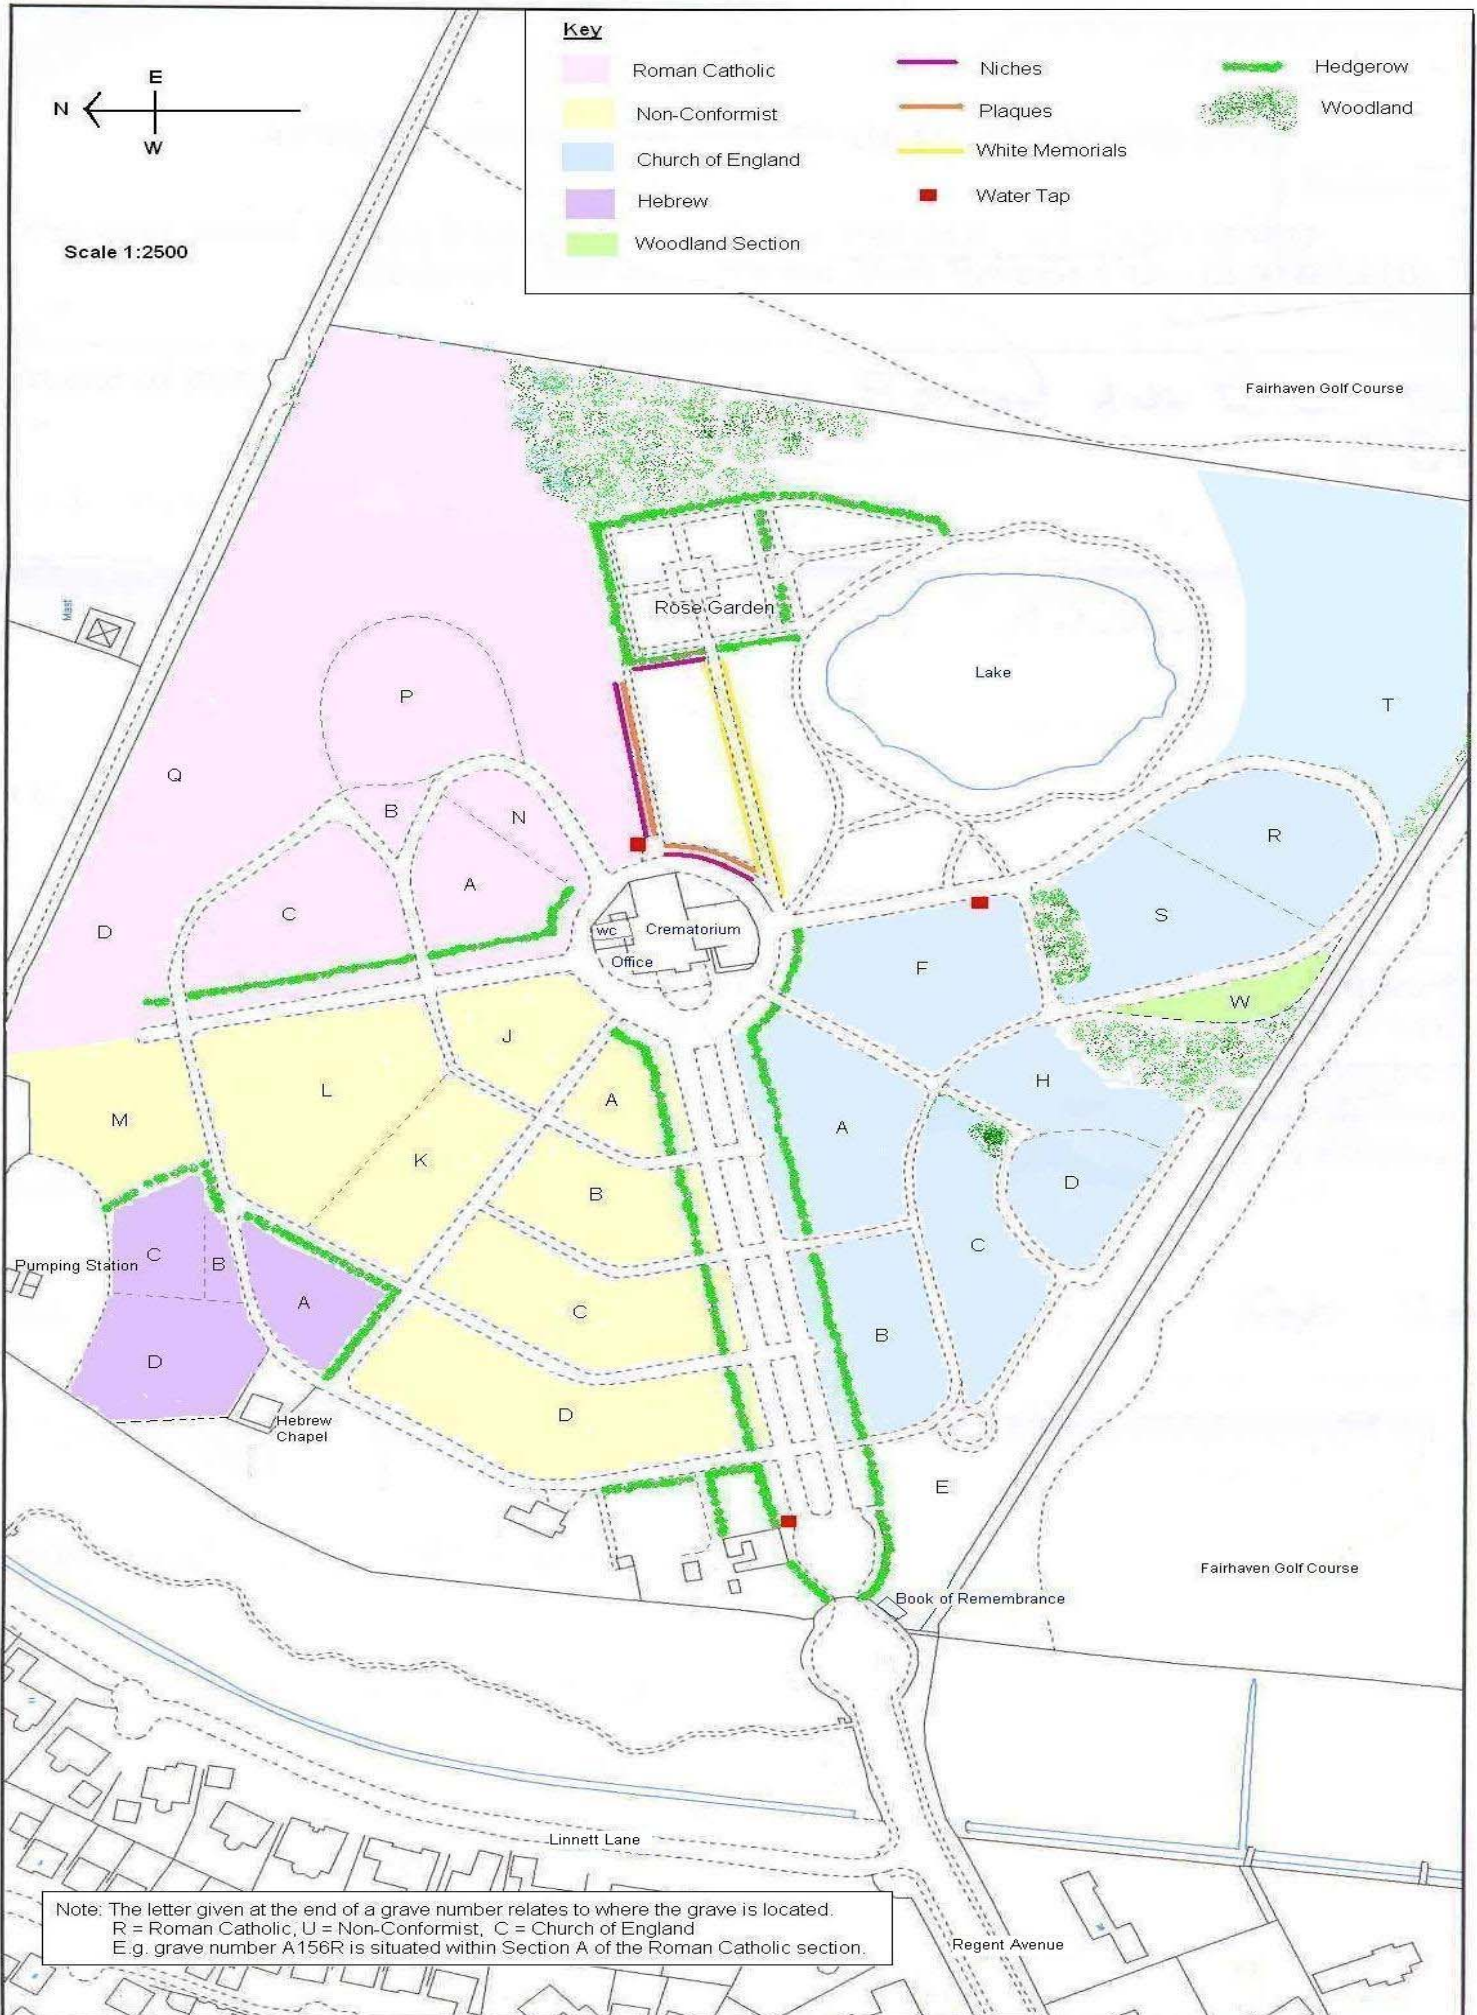 Key
Roman Catholic
Non-Conformist
Church of England
Hebrew
Woodland Section
Niches
Plaques
White Memorials
Water Tap
Hedgerow
Woodland
E
N
W
Scale 1:2500
Fairhaven Golf Course
Mast
Rose Garden
Lake
P
T
Q
B
N
R
A
C
S
D
WC
Crematorium
Office
F
W
J
L
H
A
M
A
K
D
B
C
C
Pumping Station
B
A
C
B
D
D
Hebrew
Chapel
E
Fairhaven Golf Course
Book of Remembrance
Linnett Lane
Note: The letter given at the end of a grave number relates to where the grave is located.
R = Roman Catholic, U = Non-Conformist, C = Church of England
E.g. grave number A156R is situated within Section A of the Roman Catholic section.
Regent Avenue